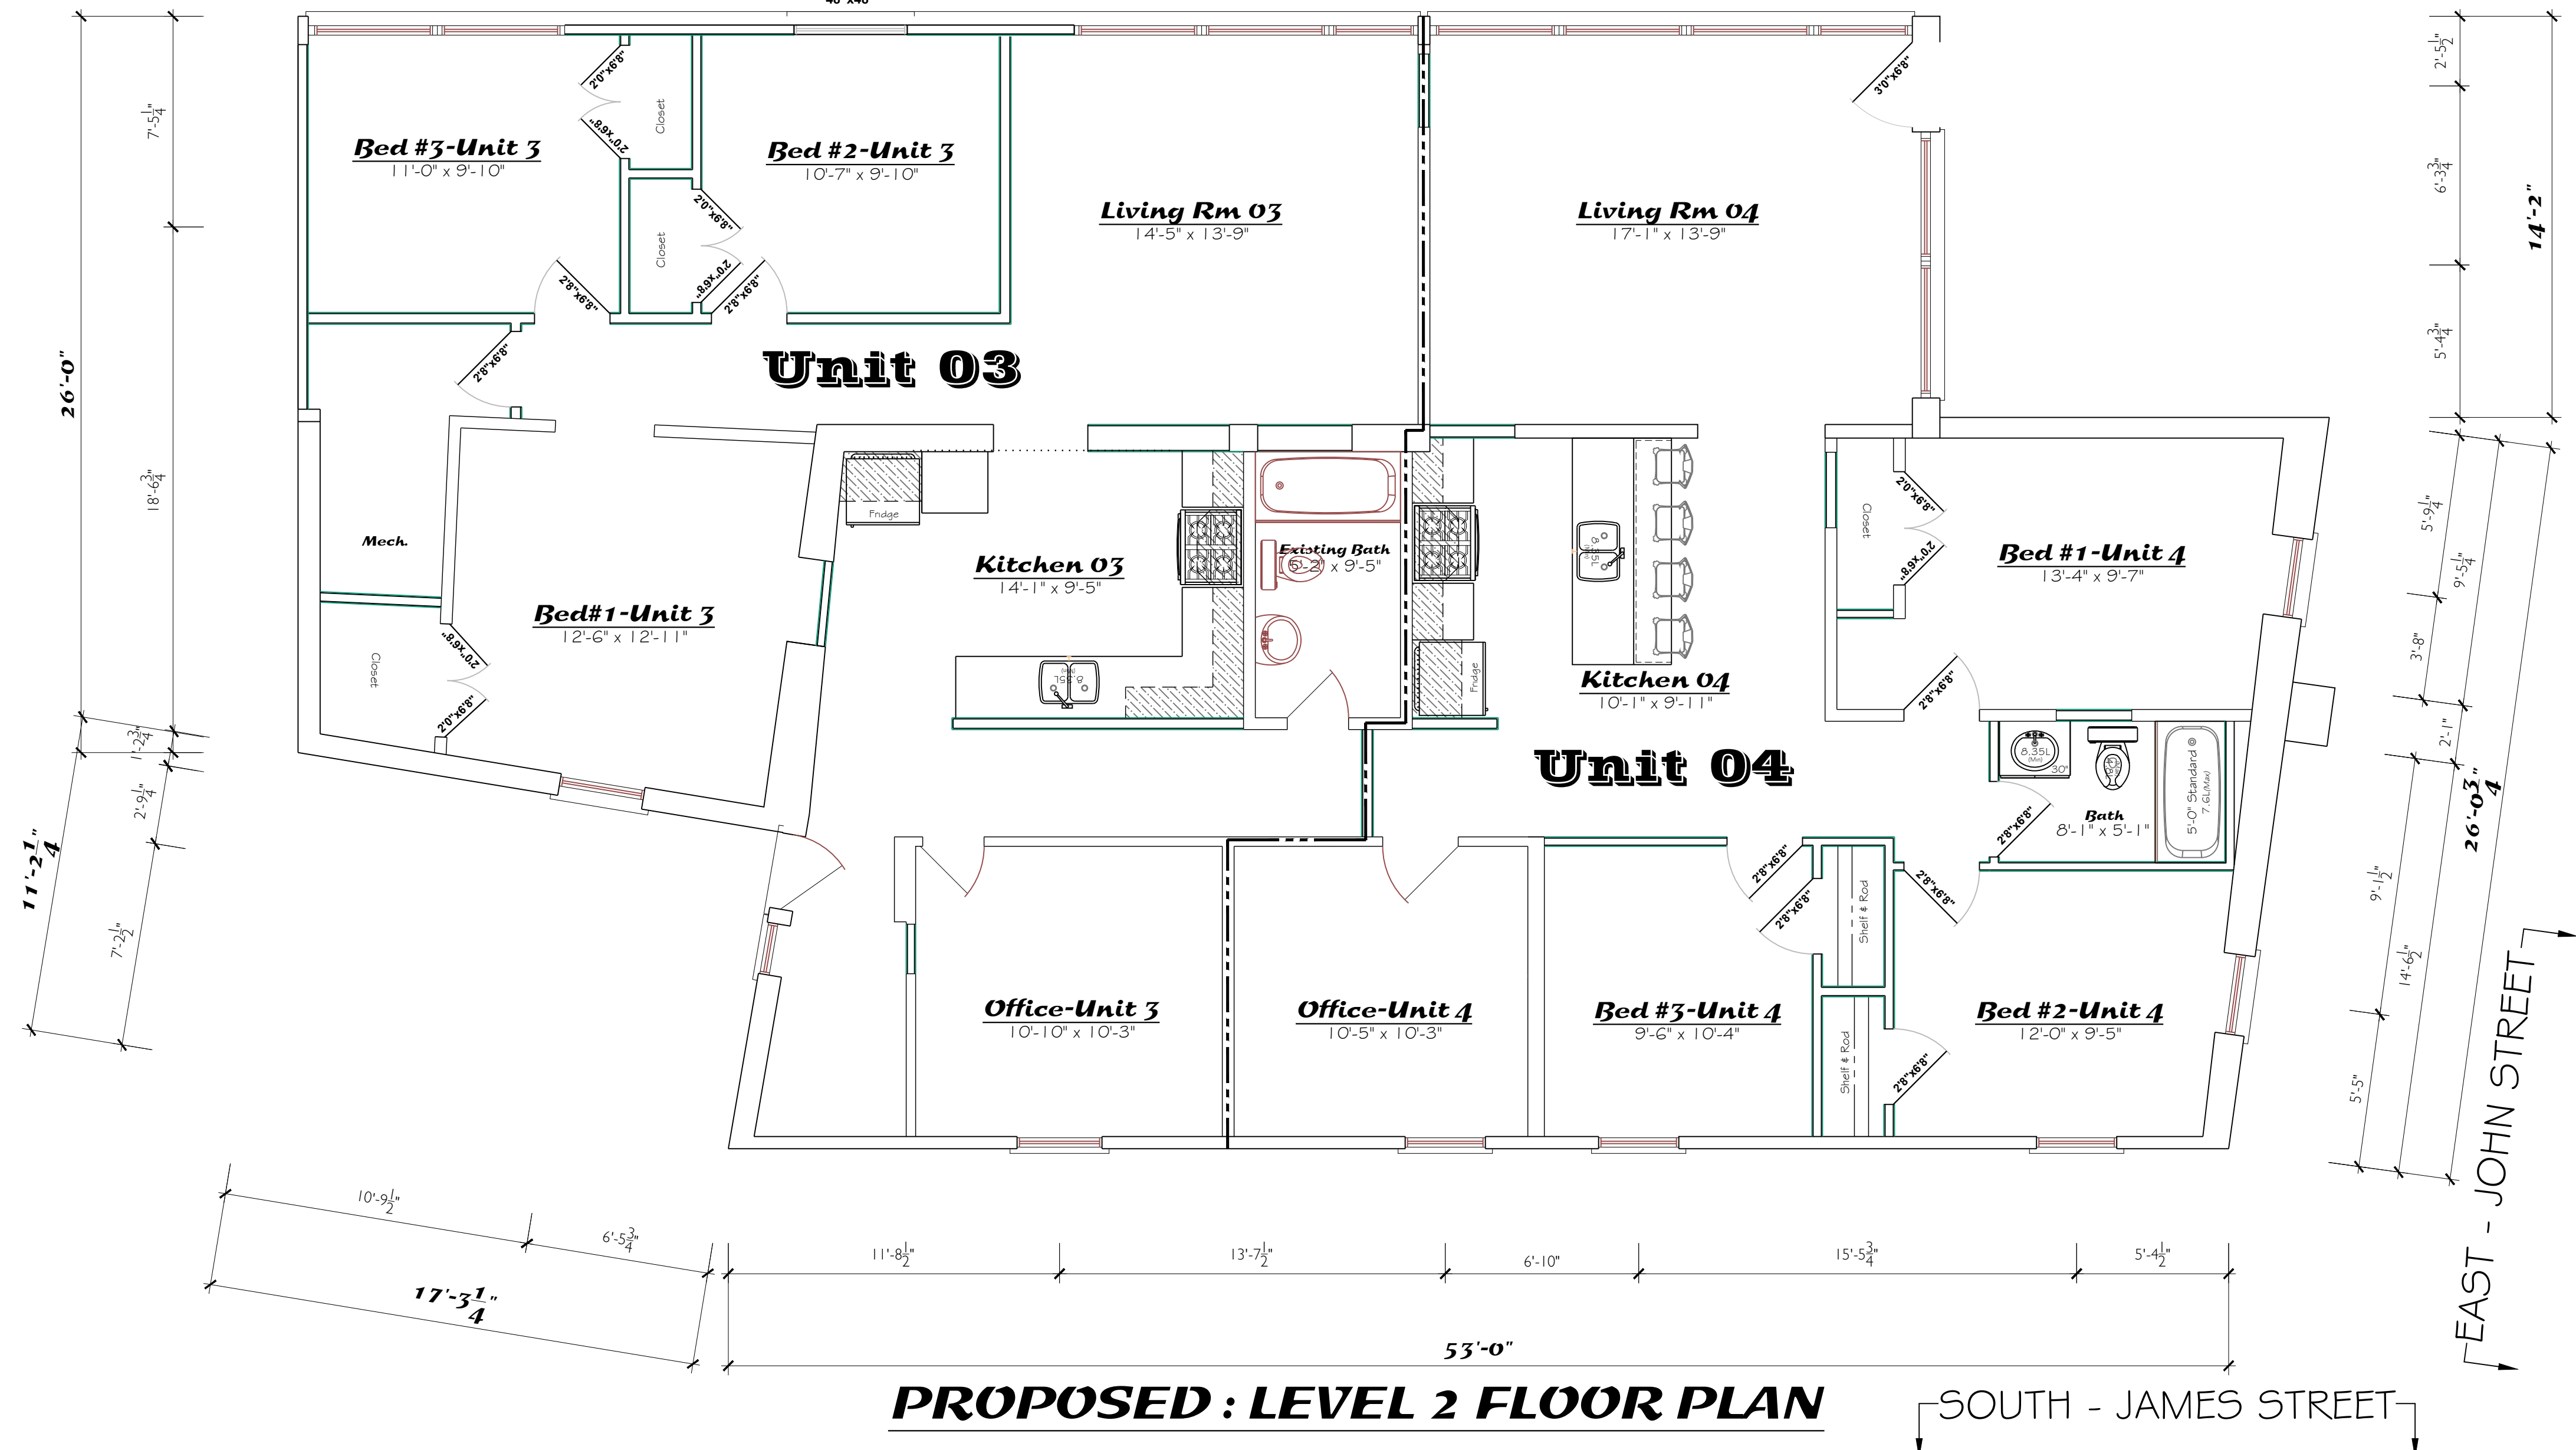 48"x48"
2'0"x6'8"
2'0"x6'8"
Closet
Bed #3-Unit 3
11'-0" x 9'-10"
Bed #2-Unit 3
10'-7" x 9'-10"
2'0"x6'8"
2'0"x6'8"
Closet
2'8"x6'8"
2'8"x6'8"
2'8"x6'8"
Living Rm 03
14'-5" x 13'-9"
Living Rm 04
17'-1" x 13'-9"
3'0"x6'8"
Unit 03
26'-0"
7'-5 1/4"
18'-6 3/4"
2'-5 1/2"
6'-3 3/4"
5'-4 3/4"
14'-2"
Mech.
Closet
2'0"x6'8"
2'0"x6'8"
Bed#1-Unit 3
12'-6" x 12'-11"
Fridge
Kitchen 03
14'-1" x 9'-5"
8.35L
(Min)
Existing Bath
5'-2" x 9'-5"
Fridge
8.35L
(Min)
Kitchen 04
10'-1" x 9'-11"
Closet
2'0"x6'8"
2'0"x6'8"
Bed #1-Unit 4
13'-4" x 9'-7"
2'8"x6'8"
Unit 04
8.35L
(Min)
30"
Bath
8'-1" x 5'-1"
5'-0" Standard
7.6L(Max)
2'8"x6'8"
5'-9 1/4"
9'-5 1/4"
3'-8"
2'-1"
26'-0 3/4"
9'-1 1/2"
14'-6 1/2"
5'-5"
1'-2 3/4"
2'-9 1/4"
11'-2 1/4"
7'-2 1/2"
Office-Unit 3
10'-10" x 10'-3"
Office-Unit 4
10'-5" x 10'-3"
Bed #3-Unit 4
9'-6" x 10'-4"
2'8"x6'8"
2'8"x6'8"
Shelf & Rod
Shelf & Rod
2'8"x6'8"
2'8"x6'8"
Bed #2-Unit 4
12'-0" x 9'-5"
10'-9 1/2"
6'-5 3/4"
17'-3 1/4"
11'-8 1/2"
13'-7 1/2"
6'-10"
15'-5 3/4"
5'-4 1/2"
53'-0"
EAST - JOHN STREET
PROPOSED : LEVEL 2 FLOOR PLAN
SOUTH - JAMES STREET